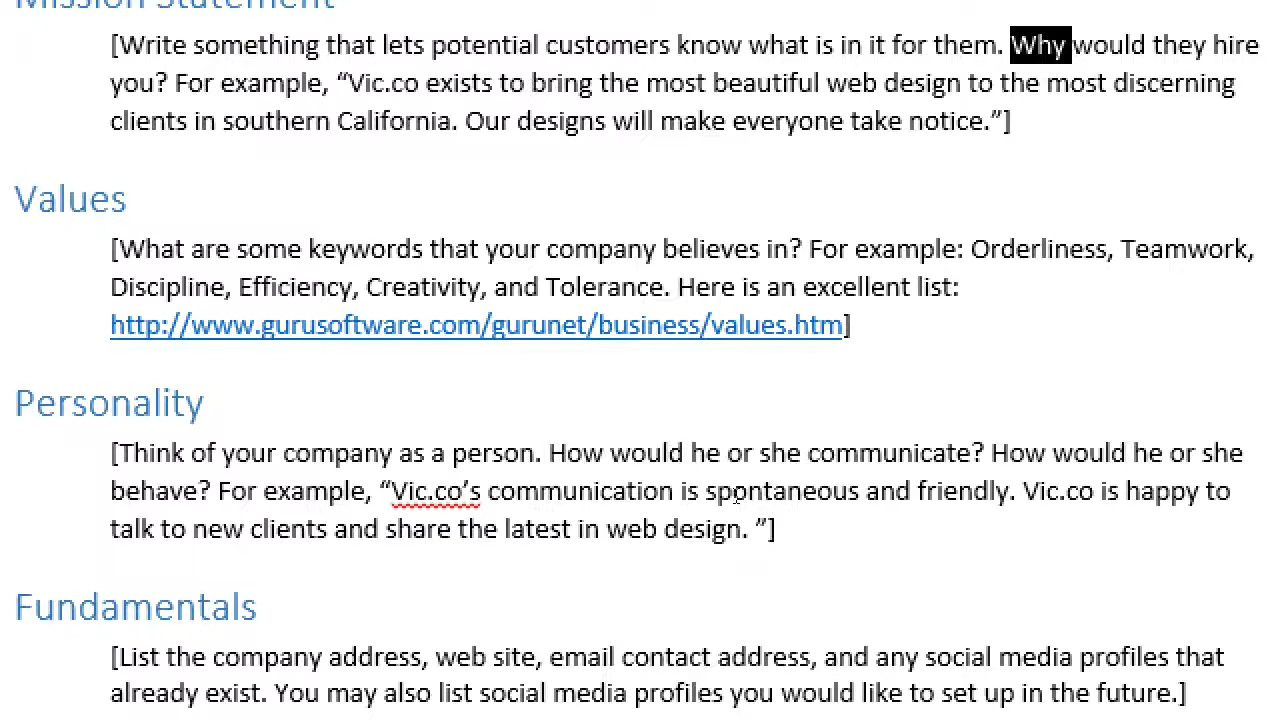 Mission Statement
[Write something that lets potential customers know what is in it for them. Why would they hire
you? For example, “Vic.co exists to bring the most beautiful web design to the most discerning
clients in southern California. Our designs will make everyone take notice.”]
Values
[What are some keywords that your company believes in? For example: Orderliness, Teamwork,
Discipline, Efficiency, Creativity, and Tolerance. Here is an excellent list:
http://www.gurusoftware.com/gurunet/business/values.htm]
Personality
[Think of your company as a person. How would he or she communicate? How would he or she
behave? For example, “Vic.co’s communication is spontaneous and friendly. Vic.co is happy to
talk to new clients and share the latest in web design. ”]
Fundamentals
[List the company address, web site, email contact address, and any social media profiles that
already exist. You may also list social media profiles you would like to set up in the future.]